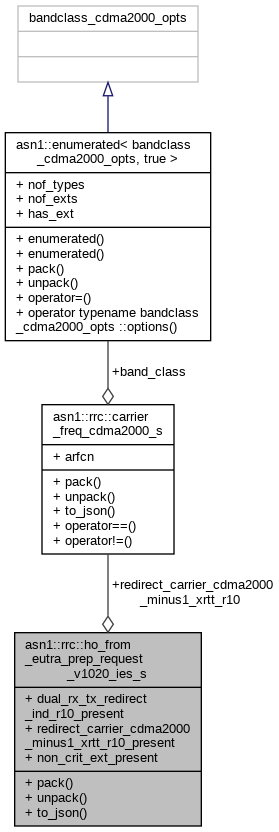 bandclass_cdma2000_opts
asn1::enumerated< bandclass
_cdma2000_opts, true >
+ nof_types
+ nof_exts
+ has_ext
+ enumerated()
+ enumerated()
+ pack()
+ unpack()
+ operator=()
+ operator typename bandclass
_cdma2000_opts ::options()
+band_class
asn1::rrc::carrier
_freq_cdma2000_s
+ arfcn
+ pack()
+ unpack()
+ to_json()
+ operator==()
+ operator!=()
+redirect_carrier_cdma2000
_minus1_xrtt_r10
asn1::rrc::ho_from
_eutra_prep_request
_v1020_ies_s
+ dual_rx_tx_redirect
_ind_r10_present
+ redirect_carrier_cdma2000
_minus1_xrtt_r10_present
+ non_crit_ext_present
+ pack()
+ unpack()
+ to_json()